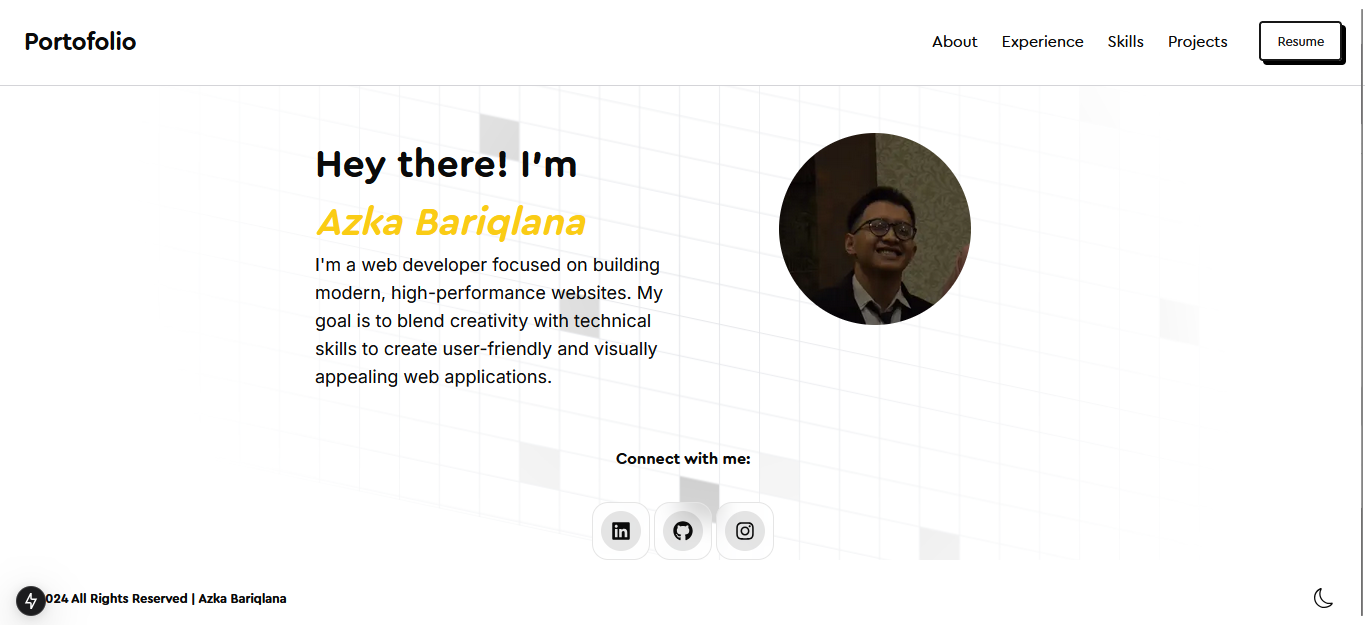 Portofolio
About Experience Skills Projects Resume
Hey there! I'm
Azka Bariqlana
I'm a web developer focused on building
modern, high-performance websites. My
goal is to blend creativity with technical
skills to create user-friendly and visually
appealing web applications.
Connect with me:
in
024 All Rights Reserved | Azka Bariqlana